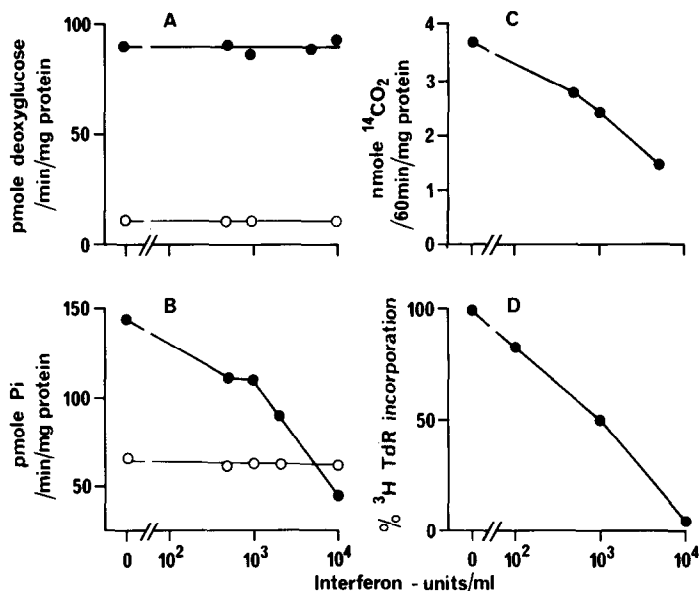 A
100
50
0
pmole deoxyglucose
/min/mg protein
C
4
3
2
1
0
nmole ¹⁴CO₂
/60min/mg protein
B
150
100
50
pmole Pi
/min/mg protein
0 10² 10³ 10⁴
D
100
50
0
% ³H TdR incorporation
0 10² 10³ 10⁴
Interferon - units/ml